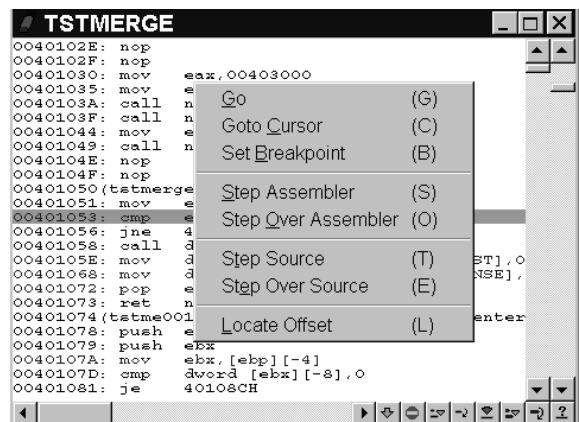 TSTMERGE
0040102E: nop
0040102F: nop
00401030: mov eax,00403000
00401035: mov e
0040103A: call n
0040103F: call n
00401044: mov e
00401049: call n
0040104E: nop
0040104F: nop
00401050(tstmerge
00401051: mov e
00401053: cmp e
00401056: jne 4
00401058: call d
0040105E: mov d ST],0
00401068: mov d NSE],
00401072: pop e
00401073: ret n
00401074(tstme001 enter
00401078: push e
00401079: push ebx
0040107A: mov ebx,[ebp][-4]
0040107D: cmp dword [ebx][-8],0
00401081: je 40108CH
Go (G)
Goto Cursor (C)
Set Breakpoint (B)
Step Assembler (S)
Step Over Assembler (O)
Step Source (T)
Step Over Source (E)
Locate Offset (L)
?